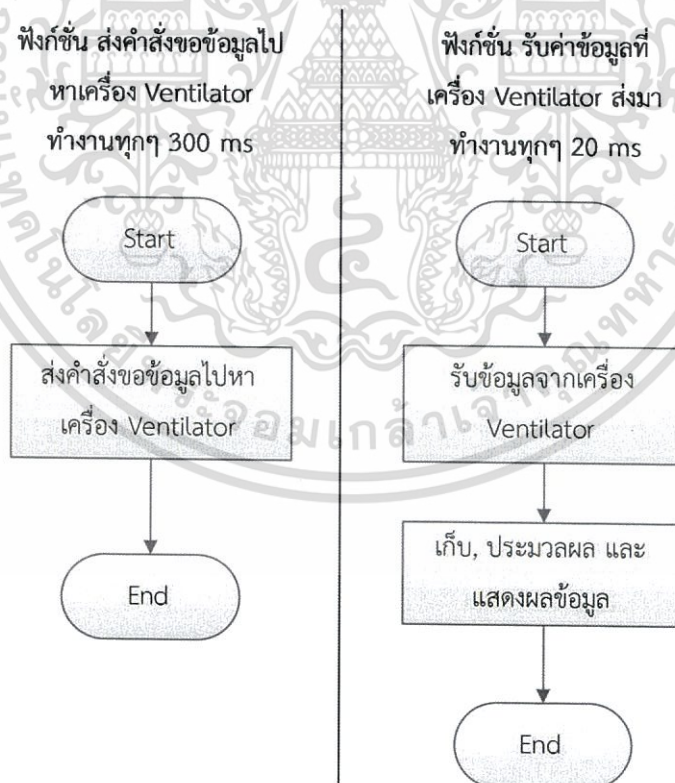 ฟังก์ชั่น ส่งคำสั่งขอข้อมูลไป
หาเครื่อง Ventilator
ทำงานทุกๆ 300 ms
Start
ส่งคำสั่งขอข้อมูลไปหา
เครื่อง Ventilator
End
ฟังก์ชั่น รับค่าข้อมูลที่
เครื่อง Ventilator ส่งมา
ทำงานทุกๆ 20 ms
Start
รับข้อมูลจากเครื่อง
Ventilator
เก็บ, ประมวลผล และ
แสดงผลข้อมูล
End